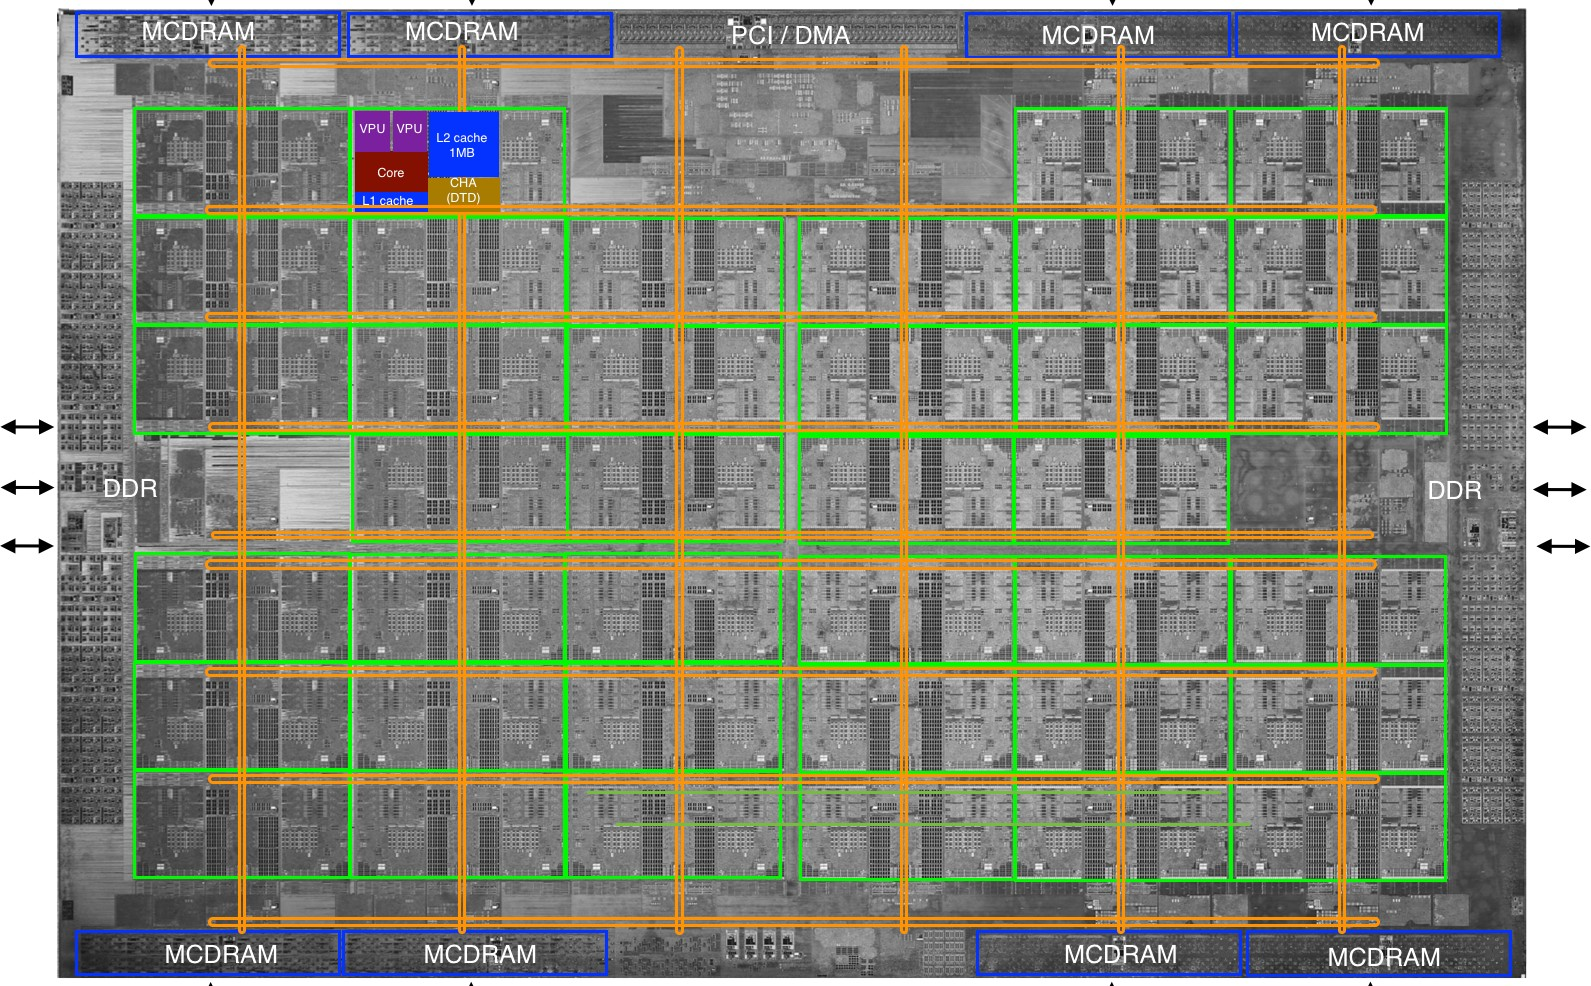 MCDRAM
MCDRAM
PCI / DMA
MCDRAM
MCDRAM
VPU
VPU
L2 cache
1MB
Core
CHA
(DTD)
L1 cache
DDR
DDR
MCDRAM
MCDRAM
MCDRAM
MCDRAM